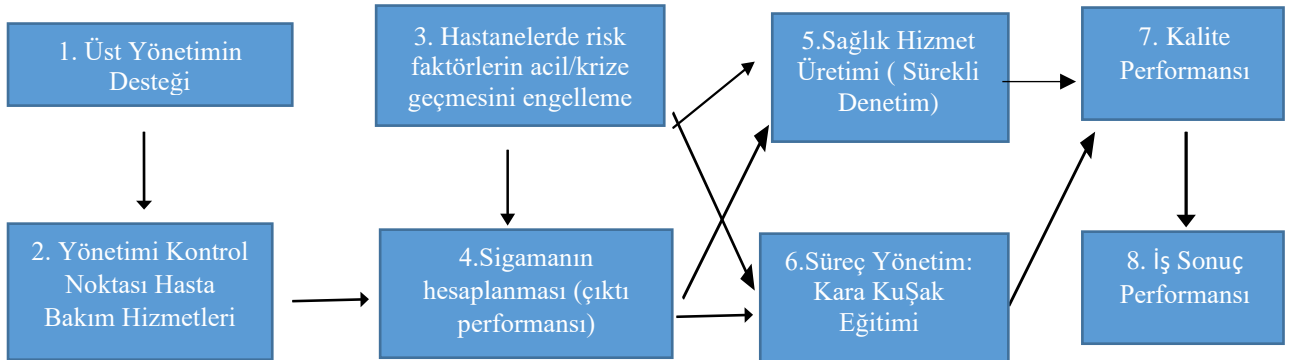 1. Üst Yönetimin
Desteği
2. Yönetimi Kontrol
Noktası Hasta
Bakım Hizmetleri
3. Hastanelerde risk
faktörlerin acil/krize
geçmesini engelleme
4.Sigamanın
hesaplanması (çıktı
performansı)
5.Sağlık Hizmet
Üretimi ( Sürekli
Denetim)
6.Süreç Yönetim:
Kara KuŞak
Eğitimi
7. Kalite
Performansı
8. İş Sonuç
Performansı